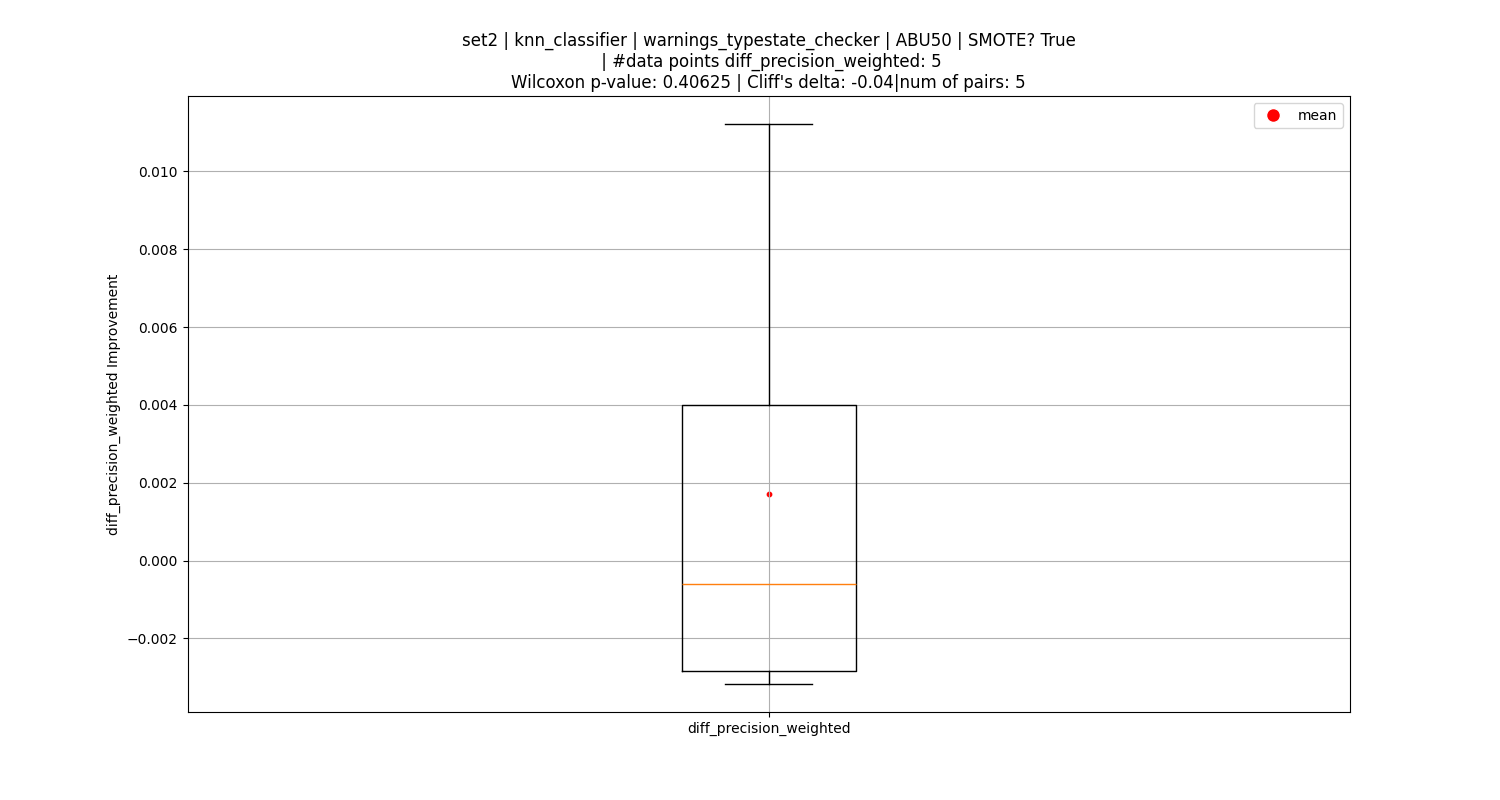 set2 | knn_classifier | warnings_typestate_checker | ABU50 | SMOTE? True
| #data points diff_precision_weighted: 5
Wilcoxon p-value: 0.40625 | Cliff's delta: -0.04|num of pairs: 5
mean
0.010
0.008
0.006
0.004
0.002
0.000
−0.002
diff_precision_weighted Improvement
diff_precision_weighted